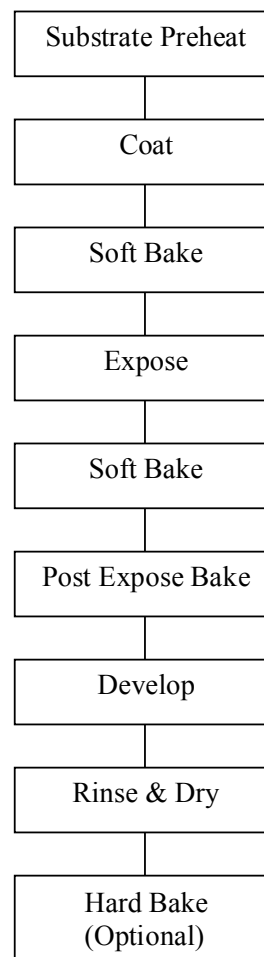 Substrate Preheat
Coat
Soft Bake
Expose
Soft Bake
Post Expose Bake
Develop
Rinse & Dry
Hard Bake
(Optional)